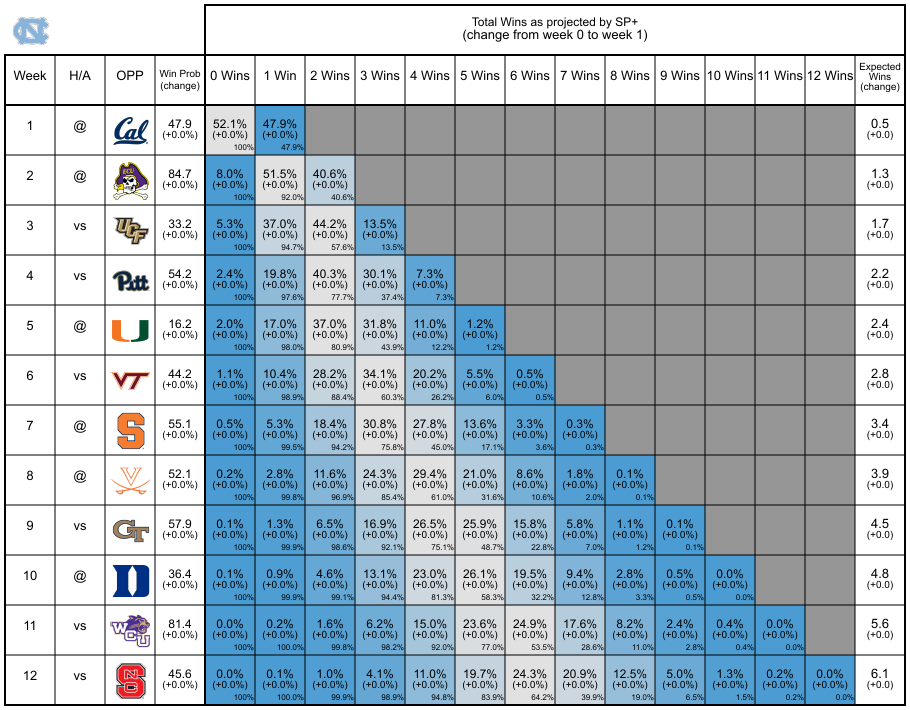 NC
Total Wins as projected by SP+
(change from week 0 to week 1)
Week H/A OPP Win Prob (change) 0 Wins 1 Win 2 Wins 3 Wins 4 Wins 5 Wins 6 Wins 7 Wins 8 Wins 9 Wins 10 Wins 11 Wins 12 Wins Expected Wins (change)
1 @ Cal 47.9 52.1% 47.9% 0.5
(+0.0%) (+0.0%) (+0.0%) (+0.0)
100% 47.9%
2 @ ECU 84.7 8.0% 51.5% 40.6% 1.3
(+0.0%) (+0.0%) (+0.0%) (+0.0%) (+0.0)
100% 92.0% 40.6%
3 vs UCF 33.2 5.3% 37.0% 44.2% 13.5% 1.7
(+0.0%) (+0.0%) (+0.0%) (+0.0%) (+0.0%) (+0.0)
100% 94.7% 57.6% 13.5%
4 vs Pitt 54.2 2.4% 19.8% 40.3% 30.1% 7.3% 2.2
(+0.0%) (+0.0%) (+0.0%) (+0.0%) (+0.0%) (+0.0%) (+0.0)
100% 97.6% 77.7% 37.4% 7.3%
5 @ U 16.2 2.0% 17.0% 37.0% 31.8% 11.0% 1.2% 2.4
(+0.0%) (+0.0%) (+0.0%) (+0.0%) (+0.0%) (+0.0%) (+0.0%) (+0.0)
100% 98.0% 80.9% 43.9% 12.2% 1.2%
6 vs VT 44.2 1.1% 10.4% 28.2% 34.1% 20.2% 5.5% 0.5% 2.8
(+0.0%) (+0.0%) (+0.0%) (+0.0%) (+0.0%) (+0.0%) (+0.0%) (+0.0%) (+0.0)
100% 98.9% 88.4% 60.3% 26.2% 6.0% 0.5%
7 @ S 55.1 0.5% 5.3% 18.4% 30.8% 27.8% 13.6% 3.3% 0.3% 3.4
(+0.0%) (+0.0%) (+0.0%) (+0.0%) (+0.0%) (+0.0%) (+0.0%) (+0.0%) (+0.0%) (+0.0)
100% 99.5% 94.2% 75.8% 45.0% 17.1% 3.6% 0.3%
8 @ V 52.1 0.2% 2.8% 11.6% 24.3% 29.4% 21.0% 8.6% 1.8% 0.1% 3.9
(+0.0%) (+0.0%) (+0.0%) (+0.0%) (+0.0%) (+0.0%) (+0.0%) (+0.0%) (+0.0%) (+0.0%) (+0.0)
100% 99.8% 96.9% 85.4% 61.0% 31.6% 10.6% 2.0% 0.1%
9 vs GT 57.9 0.1% 1.3% 6.5% 16.9% 26.5% 25.9% 15.8% 5.8% 1.1% 0.1% 4.5
(+0.0%) (+0.0%) (+0.0%) (+0.0%) (+0.0%) (+0.0%) (+0.0%) (+0.0%) (+0.0%) (+0.0%) (+0.0%) (+0.0)
100% 99.9% 98.6% 92.1% 75.1% 48.7% 22.8% 7.0% 1.2% 0.1%
10 @ D 36.4 0.1% 0.9% 4.6% 13.1% 23.0% 26.1% 19.5% 9.4% 2.8% 0.5% 0.0% 4.8
(+0.0%) (+0.0%) (+0.0%) (+0.0%) (+0.0%) (+0.0%) (+0.0%) (+0.0%) (+0.0%) (+0.0%) (+0.0%) (+0.0%) (+0.0)
100% 99.9% 99.1% 94.4% 81.3% 58.3% 32.2% 12.8% 3.3% 0.5% 0.0%
11 vs WCU 81.4 0.0% 0.2% 1.6% 6.2% 15.0% 23.6% 24.9% 17.6% 8.2% 2.4% 0.4% 0.0% 5.6
(+0.0%) (+0.0%) (+0.0%) (+0.0%) (+0.0%) (+0.0%) (+0.0%) (+0.0%) (+0.0%) (+0.0%) (+0.0%) (+0.0%) (+0.0%) (+0.0)
100% 100.0% 99.8% 98.2% 92.0% 77.0% 53.5% 28.6% 11.0% 2.8% 0.4% 0.0%
12 vs NCS 45.6 0.0% 0.1% 1.0% 4.1% 11.0% 19.7% 24.3% 20.9% 12.5% 5.0% 1.3% 0.2% 0.0% 6.1
(+0.0%) (+0.0%) (+0.0%) (+0.0%) (+0.0%) (+0.0%) (+0.0%) (+0.0%) (+0.0%) (+0.0%) (+0.0%) (+0.0%) (+0.0%) (+0.0%) (+0.0)
100% 100.0% 99.9% 98.9% 94.8% 83.9% 64.2% 39.9% 19.0% 6.5% 1.5% 0.2% 0.0%